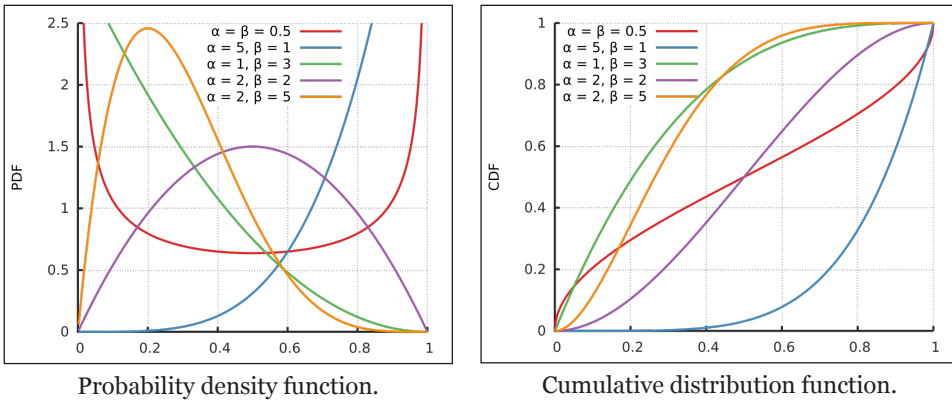 2.5
2
1.5
1
0.5
0
PDF
α = β = 0.5
α = 5, β = 1
α = 1, β = 3
α = 2, β = 2
α = 2, β = 5
0 0.2 0.4 0.6 0.8 1
Probability density function.
1
0.8
0.6
0.4
0.2
0
CDF
α = β = 0.5
α = 5, β = 1
α = 1, β = 3
α = 2, β = 2
α = 2, β = 5
0 0.2 0.4 0.6 0.8 1
Cumulative distribution function.